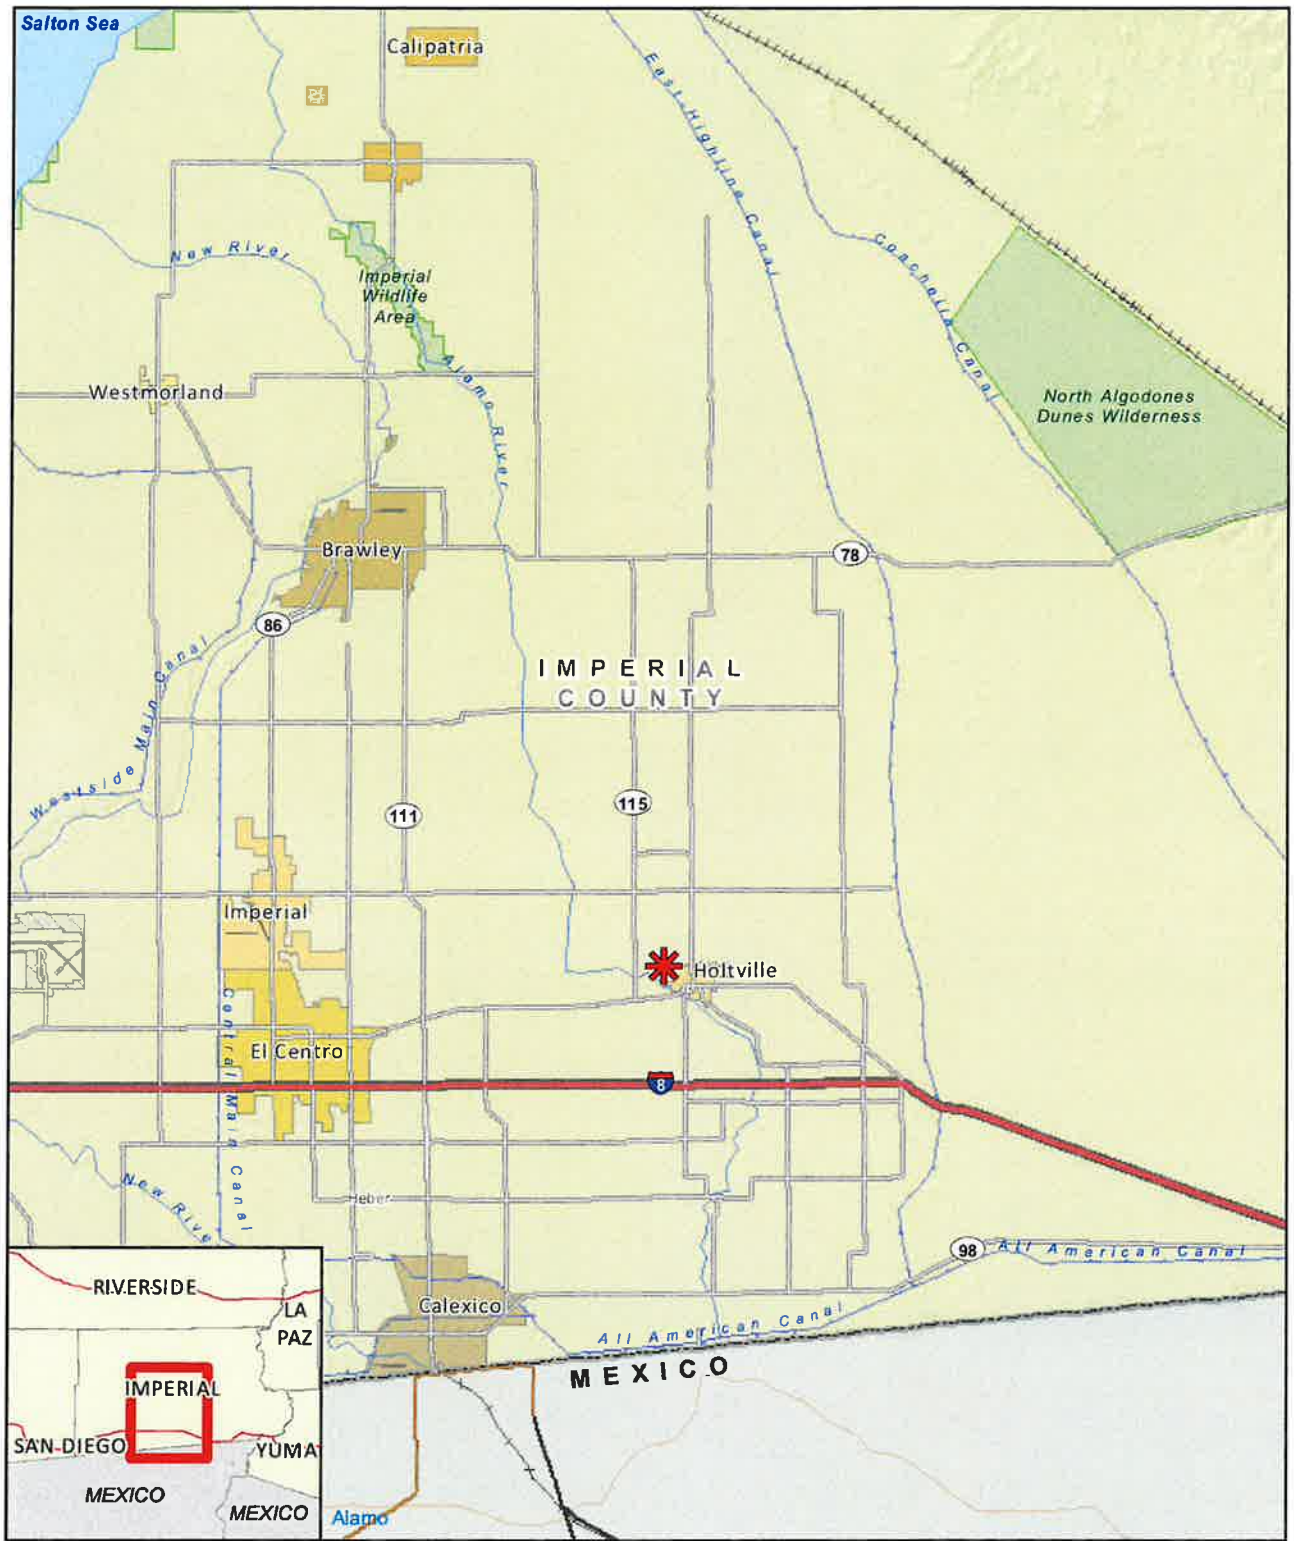 Salton Sea
Calipatria
East Highline Canal
New River
Coachella Canal
Imperial
Wildlife
Area
Alamo River
Westmorland
North Algodones
Dunes Wilderness
Brawley
78
86
IMPERIAL
COUNTY
Westside Main Canal
111
115
Imperial
Holtville
Central Main Canal
El Centro
8
New Rive
Heber
98
All American Canal
Calexico
All American Canal
MEXICO
RIVERSIDE
LA
PAZ
IMPERIAL
SAN DIEGO
YUMA
MEXICO
MEXICO
Alamo